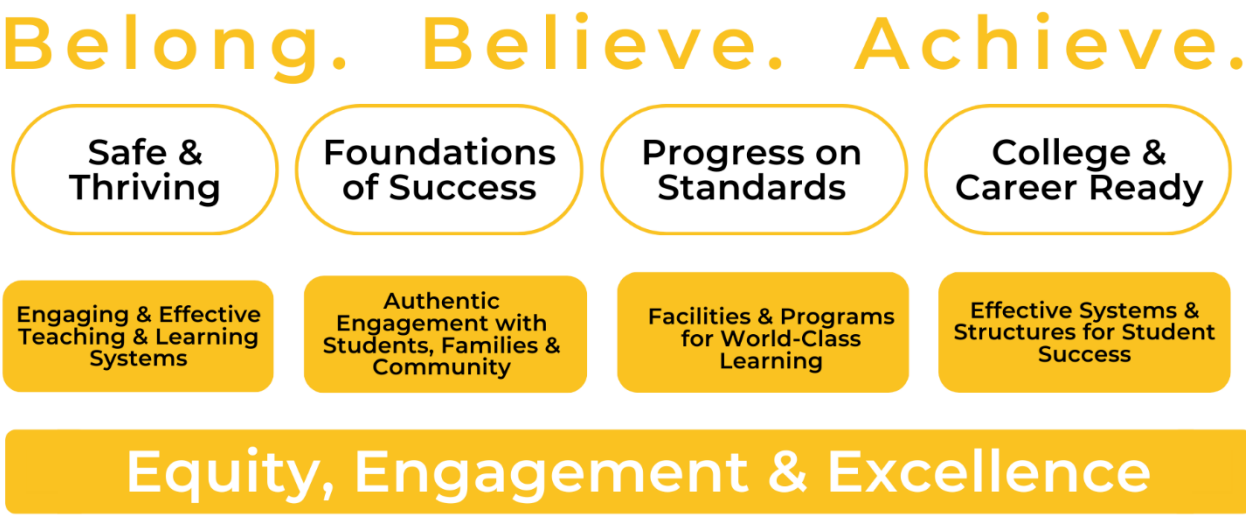 Belong. Believe. Achieve.
Safe &
Thriving
Foundations
of Success
Progress on
Standards
College &
Career Ready
Engaging & Effective
Teaching & Learning
Systems
Authentic
Engagement with
Students, Families &
Community
Facilities & Programs
for World-Class
Learning
Effective Systems &
Structures for Student
Success
Equity, Engagement & Excellence